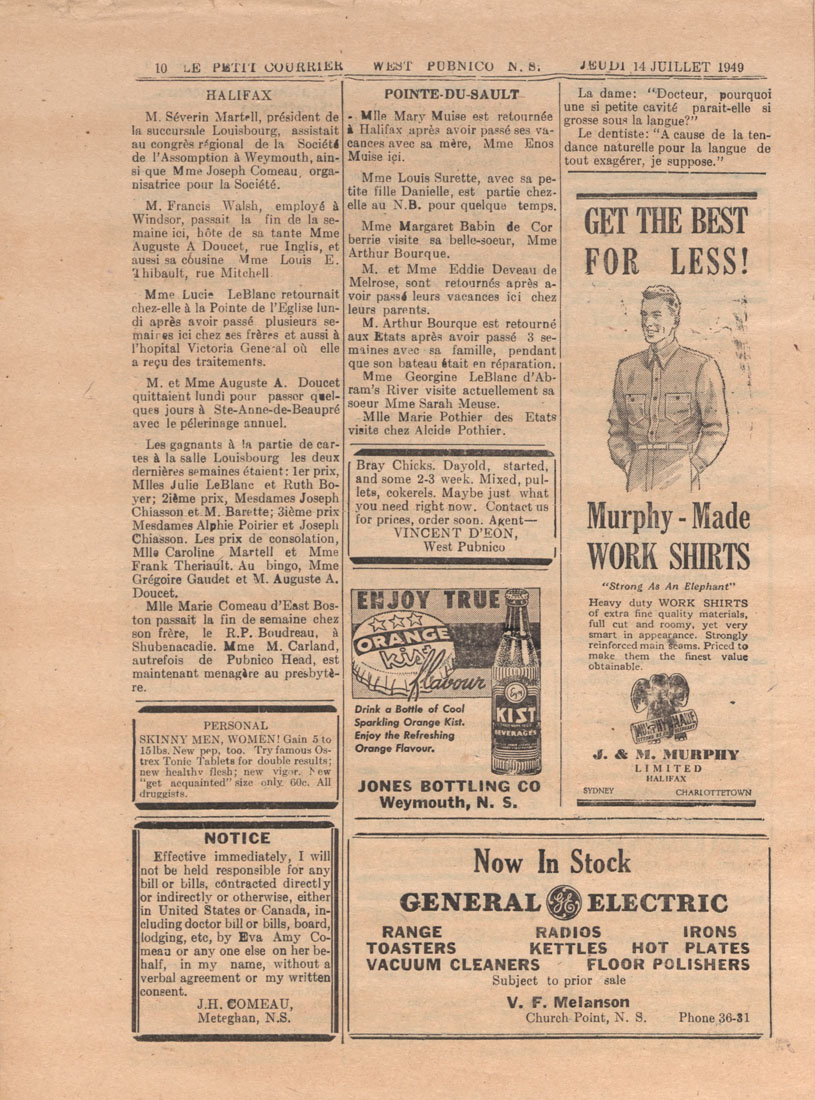 10 LE PETIT COURRIER WEST PUBNICO N. S. JEUDI 14 JUILLET 1949
HALIFAX
M. Séverin Martell, président de
la succursale Louisbourg, assistait
au congrès régional de la Société
de l'Assomption à Weymouth, ain-
si que Mme Joseph Comeau, orga-
nisatrice pour la Société.
M. Francis Walsh, employé à
Windsor, passait la fin de la se-
maine ici, hôte de sa tante Mme
Auguste A Doucet, rue Inglis, et
aussi sa cousine Mme Louis E.
Thibault, rue Mitchell
Mme Lucie LeBlanc retournait
chez-elle à la Pointe de l'Eglise lun-
di après avoir passé plusieurs se-
maines ici chez ses frères et aussi à
l'hopital Victoria General où elle
a reçu des traitements.
M. et Mme Auguste A. Doucet
quittaient lundi pour passer quel-
ques jours à Ste-Anne-de-Beaupré
avec le pélerinage annuel.
Les gagnants à la partie de car-
tes à la salle Louisbourg les deux
dernières semaines étaient: 1er prix,
Mlles Julie LeBlanc et Ruth Bo-
yer; 2ième prix, Mesdames Joseph
Chiasson et M. Barette; 3ième prix
Mesdames Alphie Poirier et Joseph
Chiasson. Les prix de consolation,
Mlle Caroline Martell et Mme
Frank Theriault. Au bingo, Mme
Grégoire Gaudet et M. Auguste A.
Doucet.
Mlle Marie Comeau d'East Bos-
ton passait la fin de semaine chez
son frère, le R.P. Boudreau, à
Shubenacadie. Mme M. Carland,
autrefois de Pubnico Head, est
maintenant menagère au presbytè-
re.
PERSONAL
SKINNY MEN, WOMEN! Gain 5 to
15 lbs. New pep, too. Try famous Os-
trex Tonic Tablets for double results;
new healthy flesh; new vigor. New
"get acquainted" size only 60c. All
druggists.
NOTICE
Effective immediately, I will
not be held responsible for any
bill or bills, contracted directly
or indirectly or otherwise, either
in United States or Canada, in-
cluding doctor bill or bills, board,
lodging, etc, by Eva Amy Co-
meau or any one else on her be-
half, in my name, without a
verbal agreement or my written
consent.
J.H. COMEAU,
Meteghan, N.S.
POINTE-DU-SAULT
Mlle Mary Muise est retournée
à Halifax après avoir passé ses va-
cances avec sa mère, Mme Enos
Muise ici.
Mme Louis Surette, avec sa pe-
tite fille Danielle, est partie chez-
elle au N.B. pour quelque temps.
Mme Margaret Babin de Cor
berrie visite sa belle-soeur, Mme
Arthur Bourque.
M. et Mme Eddie Deveau de
Melrose, sont retournés après a-
voir passé leurs vacances ici chez
leurs parents.
M. Arthur Bourque est retourné
aux Etats après avoir passé 3 se-
maines avec sa famille, pendant
que son bateau était en réparation.
Mme Georgine LeBlanc d'Ab-
ram's River visite actuellement sa
soeur Mme Sarah Meuse.
Mlle Marie Pothier des Etats
visite chez Alcide Pothier.
Bray Chicks. Dayold, started,
and some 2-3 week. Mixed, pul-
lets, cokerels. Maybe just what
you need right now. Contact us
for prices, order soon. Agent—
VINCENT D'EON,
West Pubnico
ENJOY TRUE
ORANGE
Kist
flavour
KIST
BEVERAGES
Drink a Bottle of Cool
Sparkling Orange Kist.
Enjoy the Refreshing
Orange Flavour.
JONES BOTTLING CO
Weymouth, N. S.
La dame: "Docteur, pourquoi
une si petite cavité parait-elle si
grosse sous la langue?"
Le dentiste: "A cause de la ten-
dance naturelle pour la langue de
tout exagérer, je suppose."
GET THE BEST
FOR LESS!
Murphy - Made
WORK SHIRTS
"Strong As An Elephant"
Heavy duty WORK SHIRTS
of extra fine quality materials,
full cut and roomy, yet very
smart in appearance. Strongly
reinforced main seams. Priced to
make them the finest value
obtainable.
MURPHY-MADE
J. & M. MURPHY
LIMITED
HALIFAX
SYDNEY CHARLOTTETOWN
Now In Stock
GENERAL GE ELECTRIC
RANGE RADIOS IRONS
TOASTERS KETTLES HOT PLATES
VACUUM CLEANERS FLOOR POLISHERS
Subject to prior sale
V. F. Melanson
Church Point, N. S. Phone 36-31